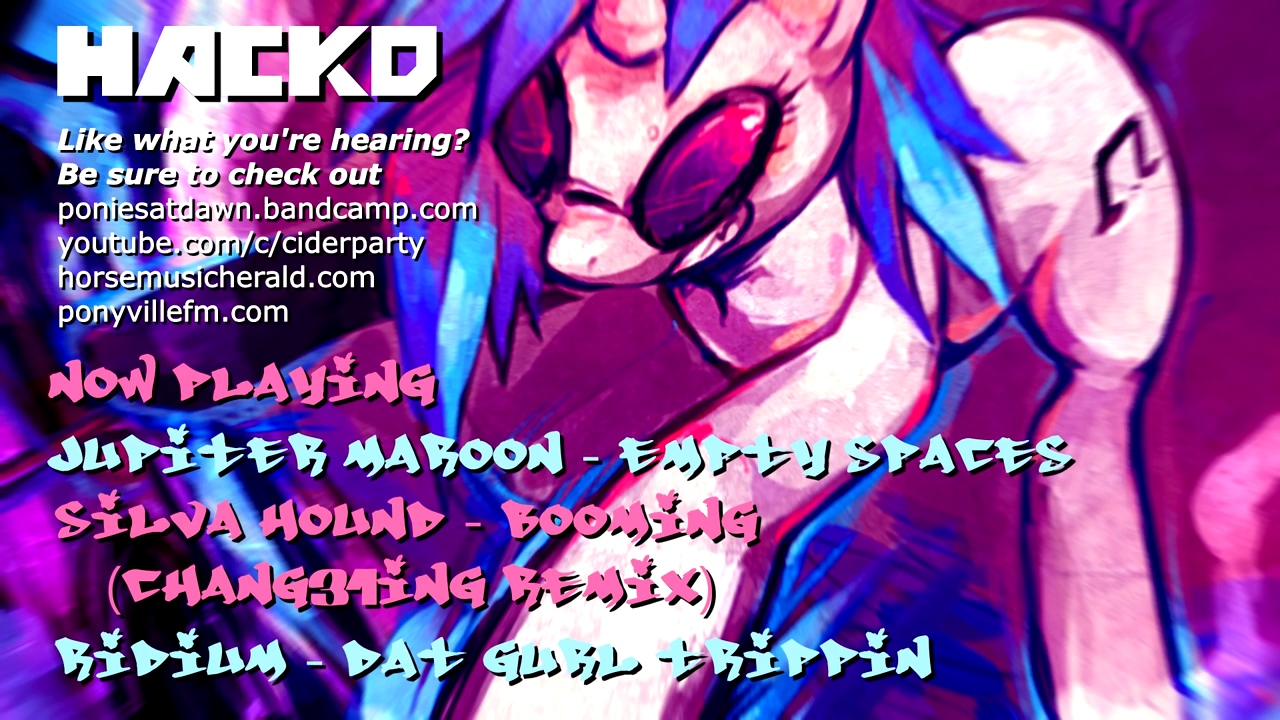 HACKD
Like what you're hearing?
Be sure to check out
poniesatdawn.bandcamp.com
youtube.com/c/ciderparty
horsemusicherald.com
ponyvillefm.com
NOW PLAYING
JUPITER MAROON - EMPTY SPACES
SILVA HOUND - BOOMING
(CHANG31ING REMIX)
RIDIUM - DAT GURL TRIPPIN